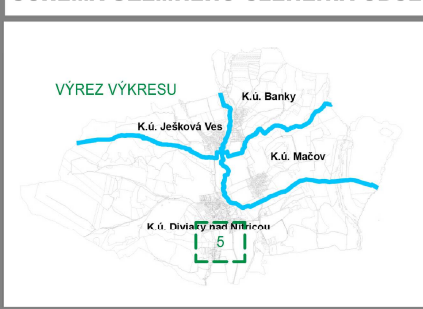 VÝREZ VÝKRESU
K.ú. Banky
K.ú. Ješková Ves
K.ú. Mačov
K.ú. Diviaky nad Nitricou
5